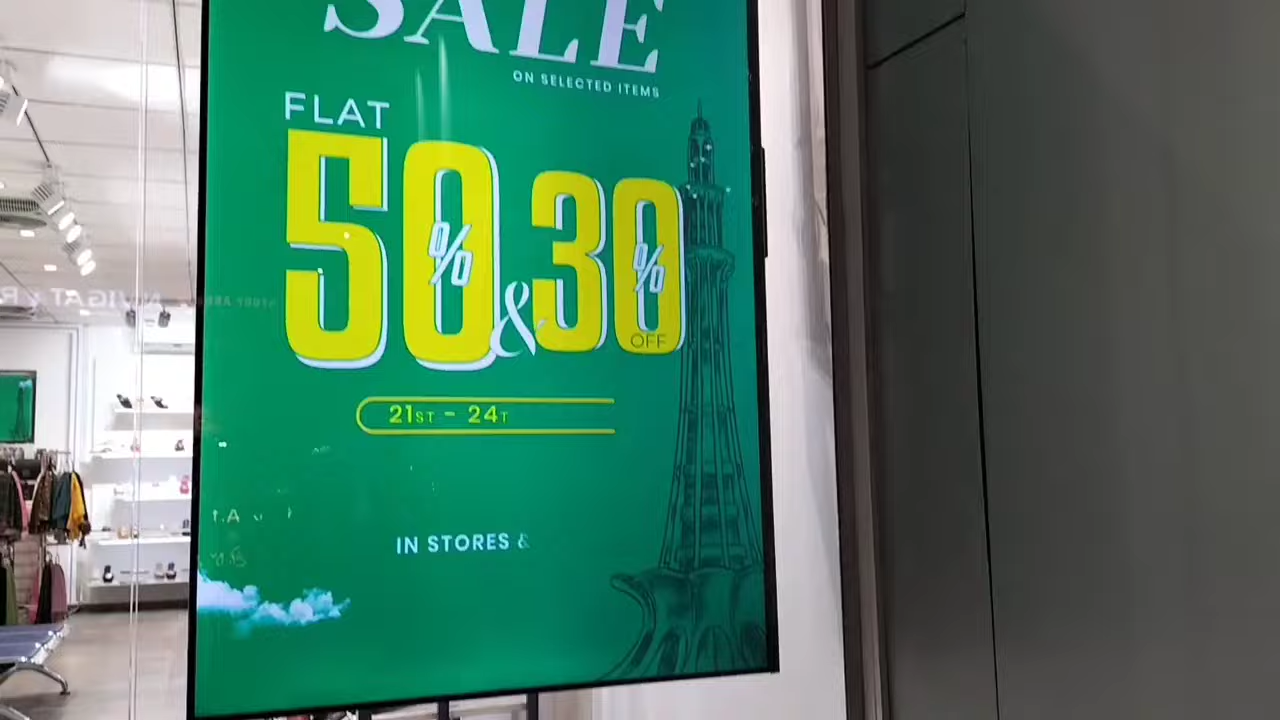 SALE
ON SELECTED ITEMS
FLAT
50% & 30%
OFF
21ST - 24T
IN STORES &